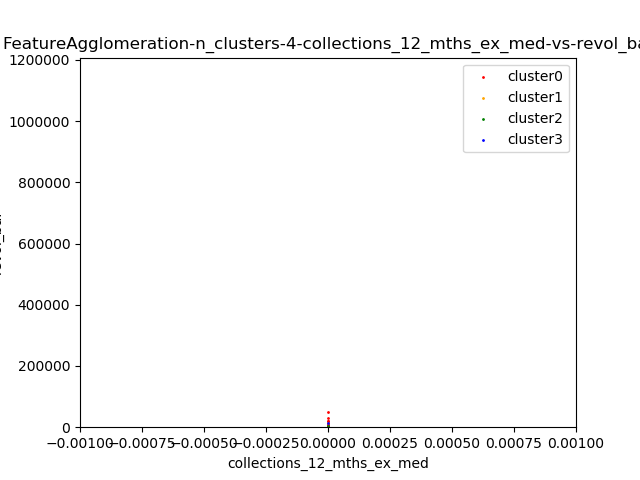 FeatureAgglomeration-n_clusters-4-collections_12_mths_ex_med-vs-revol_ba
1200000
1000000
800000
600000
400000
200000
0
cluster0
cluster1
cluster2
cluster3
−0.00100 −0.00075 −0.00050 −0.00025 0.00000 0.00025 0.00050 0.00075 0.00100
collections_12_mths_ex_med